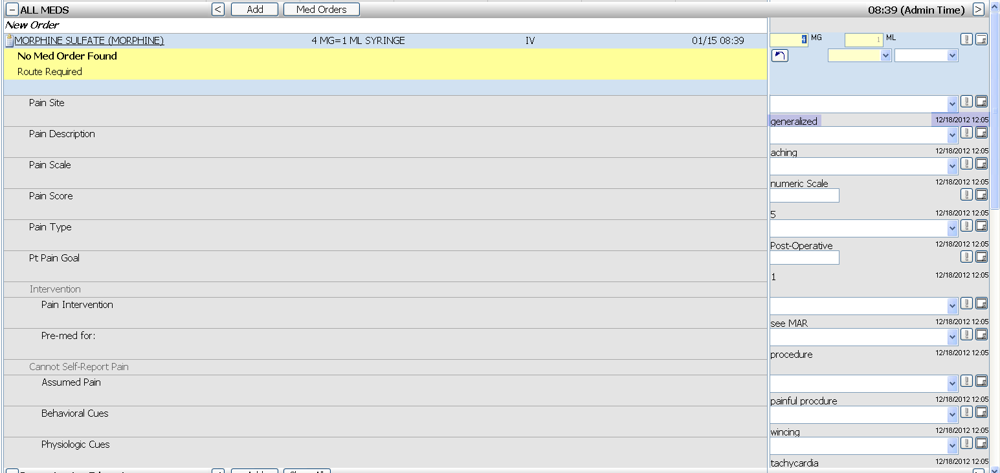 ALL MEDS < Add Med Orders 08:39 (Admin Time) >
New Order
MORPHINE SULFATE (MORPHINE) 4 MG=1 ML SYRINGE IV 01/15 08:39 4 MG 1 ML
No Med Order Found
Route Required
Pain Site
generalized 12/18/2012 12:05
Pain Description
aching 12/18/2012 12:05
Pain Scale
numeric Scale 12/18/2012 12:05
Pain Score
5 12/18/2012 12:05
Pain Type
Post-Operative 12/18/2012 12:05
Pt Pain Goal
1 12/18/2012 12:05
Intervention
Pain Intervention
see MAR 12/18/2012 12:05
Pre-med for:
procedure 12/18/2012 12:05
Cannot Self-Report Pain
Assumed Pain
painful procdure 12/18/2012 12:05
Behavioral Cues
wincing 12/18/2012 12:05
Physiologic Cues
tachycardia 12/18/2012 12:05